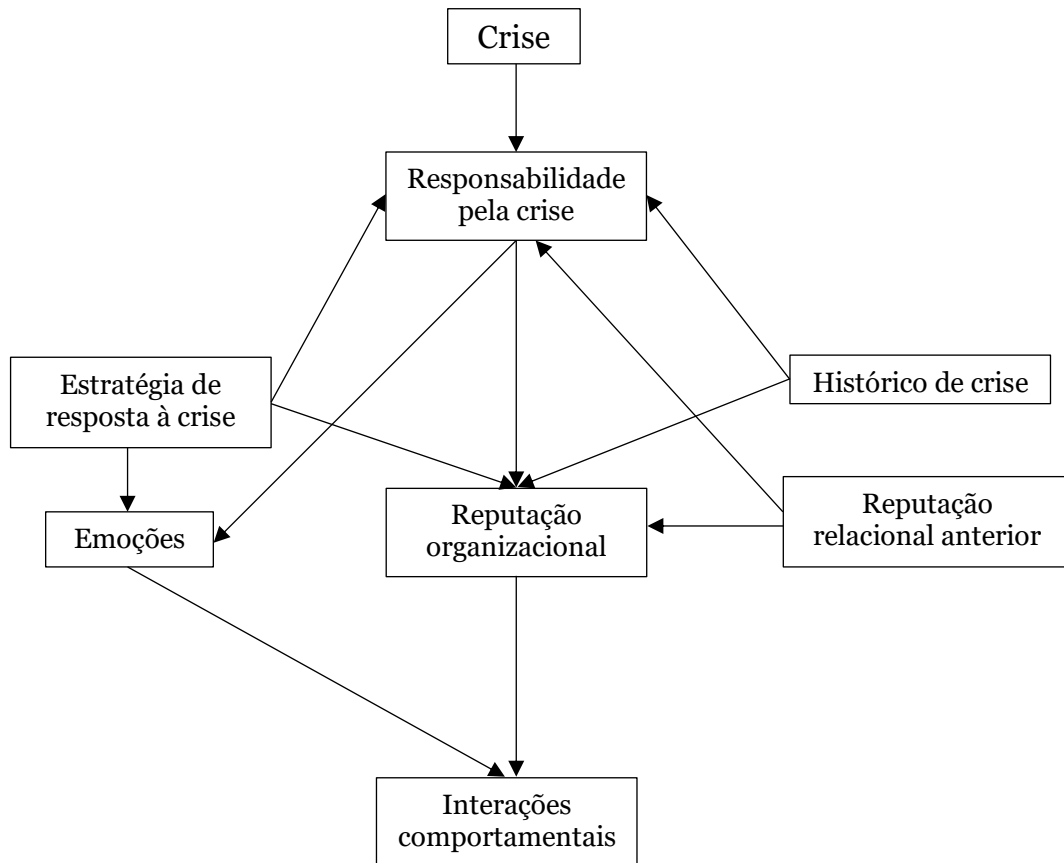 Crise
Responsabilidade
pela crise
Estratégia de
resposta à crise
Histórico de crise
Emoções
Reputação
organizacional
Reputação
relacional anterior
Interações
comportamentais